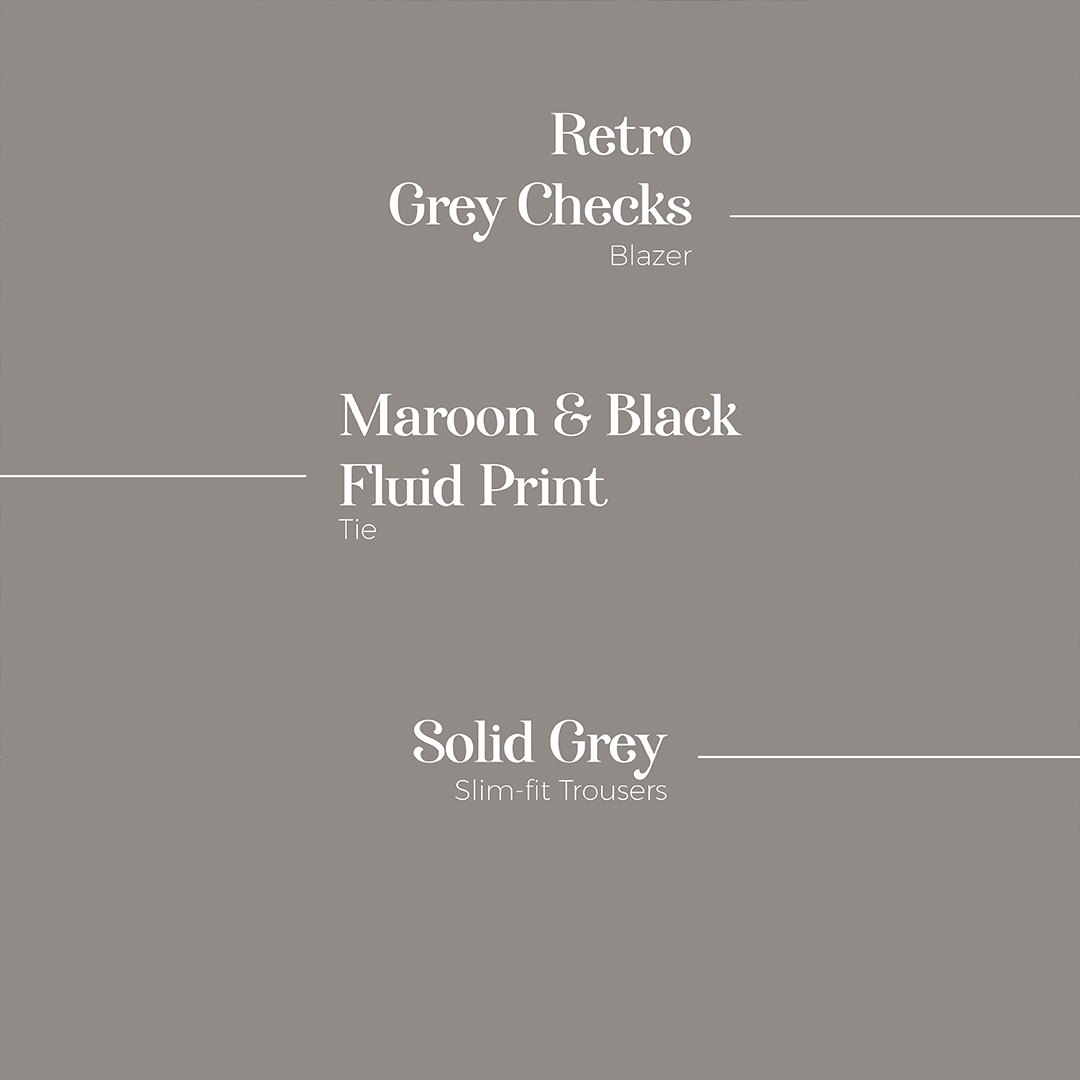 Retro
Grey Checks
Blazer
Maroon & Black
Fluid Print
Tie
Solid Grey
Slim-fit Trousers